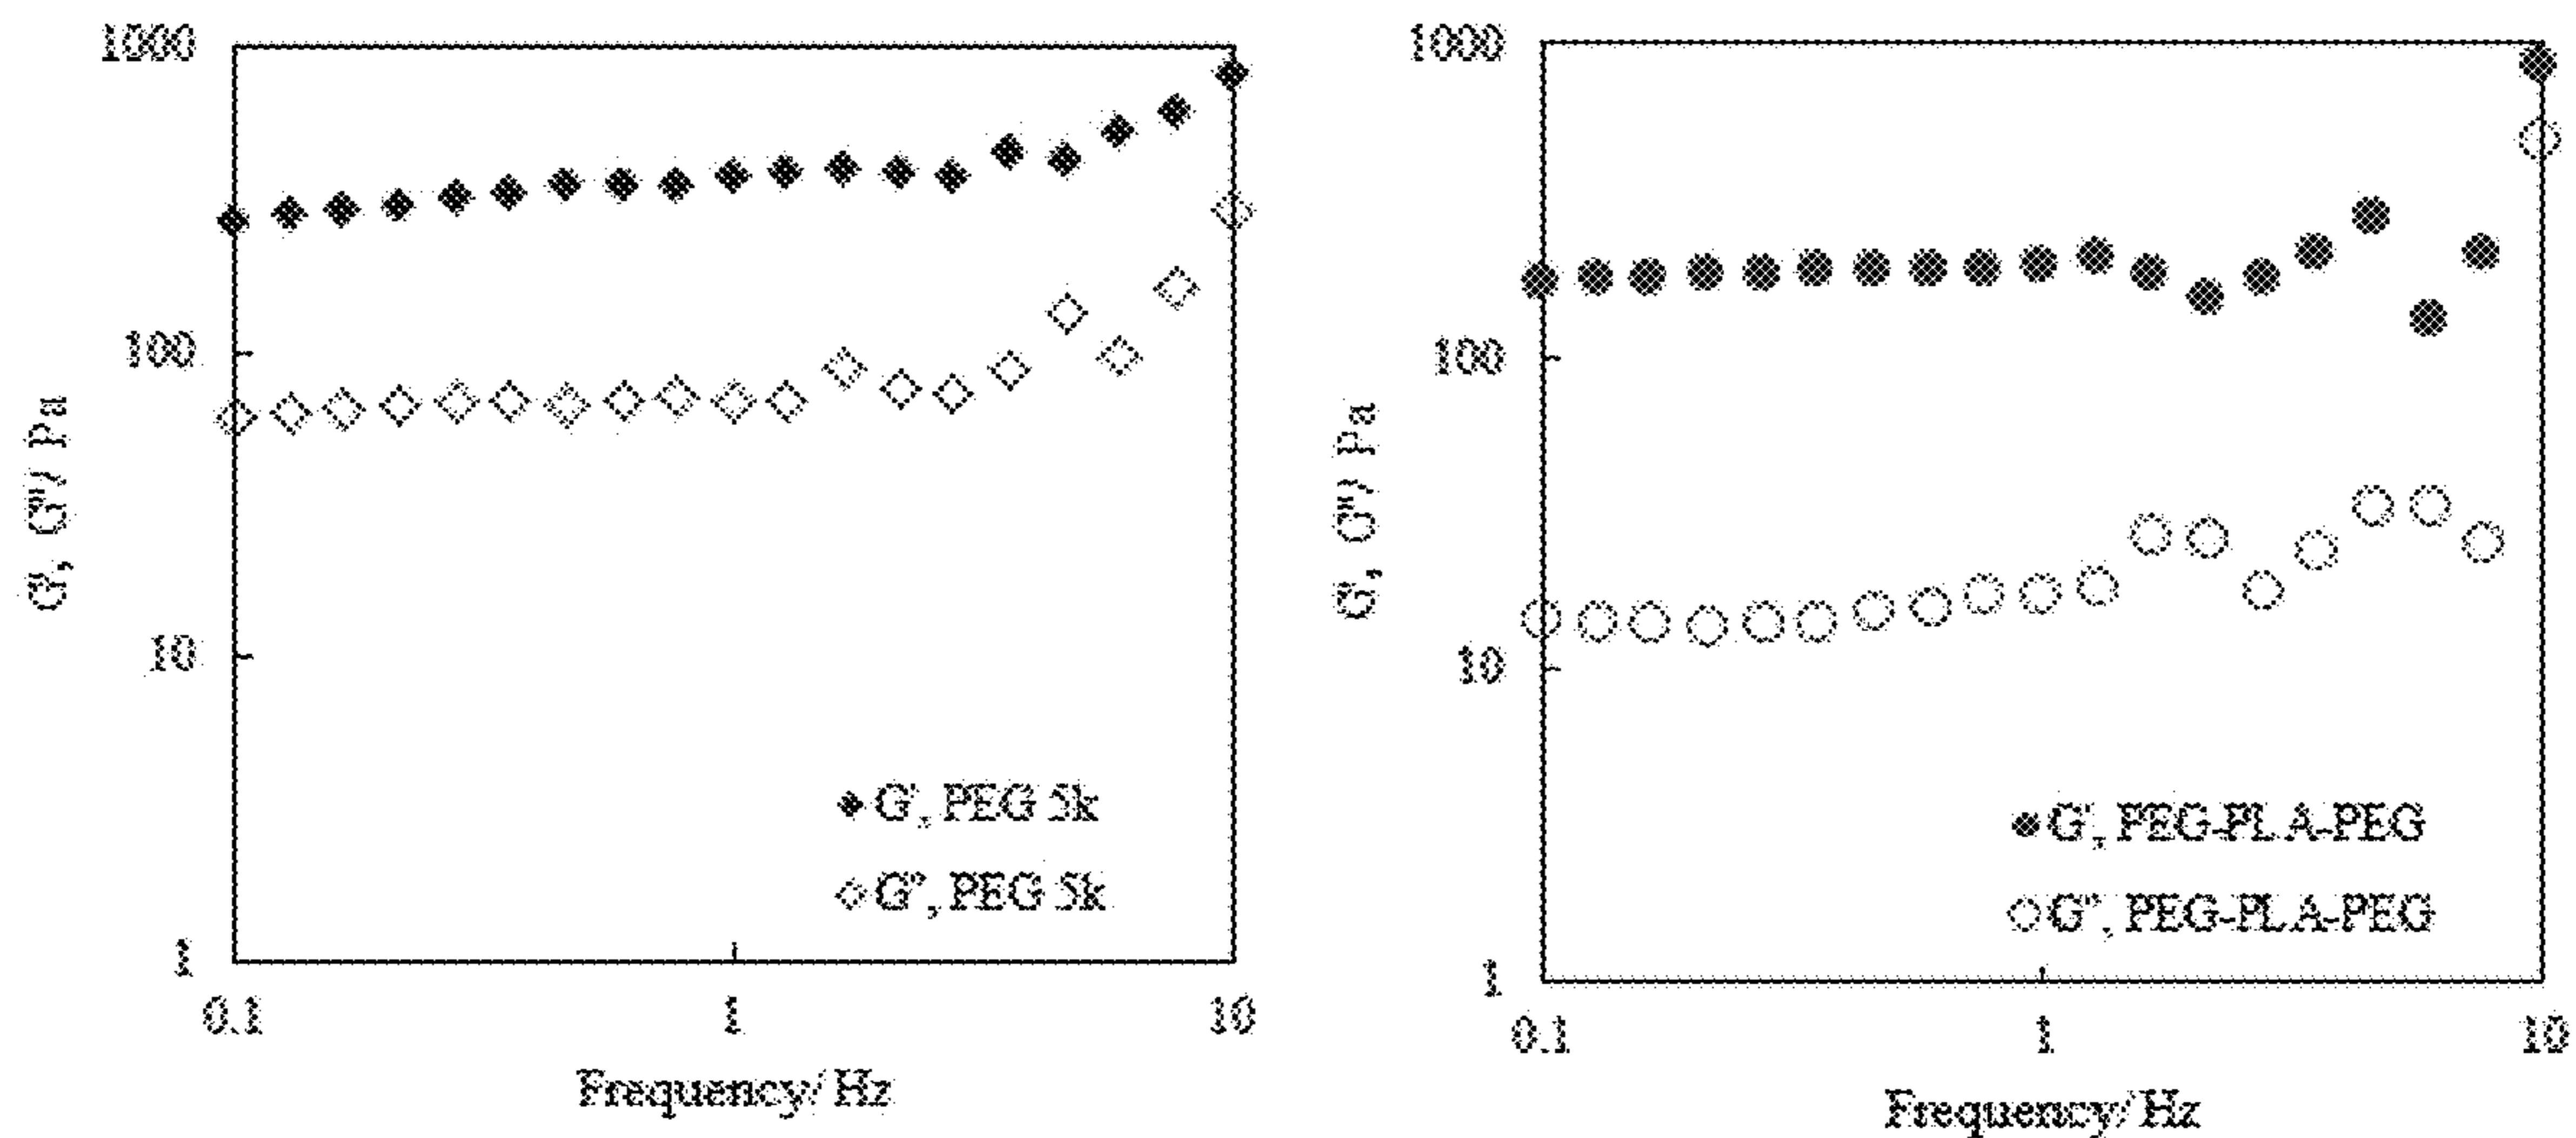 1000
100
10
1
G', G''/ Pa
0.1
1
10
Frequency/ Hz
G', PEG 5k
G'', PEG 5k
1000
100
10
1
G', G''/ Pa
0.1
1
10
Frequency/ Hz
G', PEG-PLA-PEG
G'', PEG-PLA-PEG